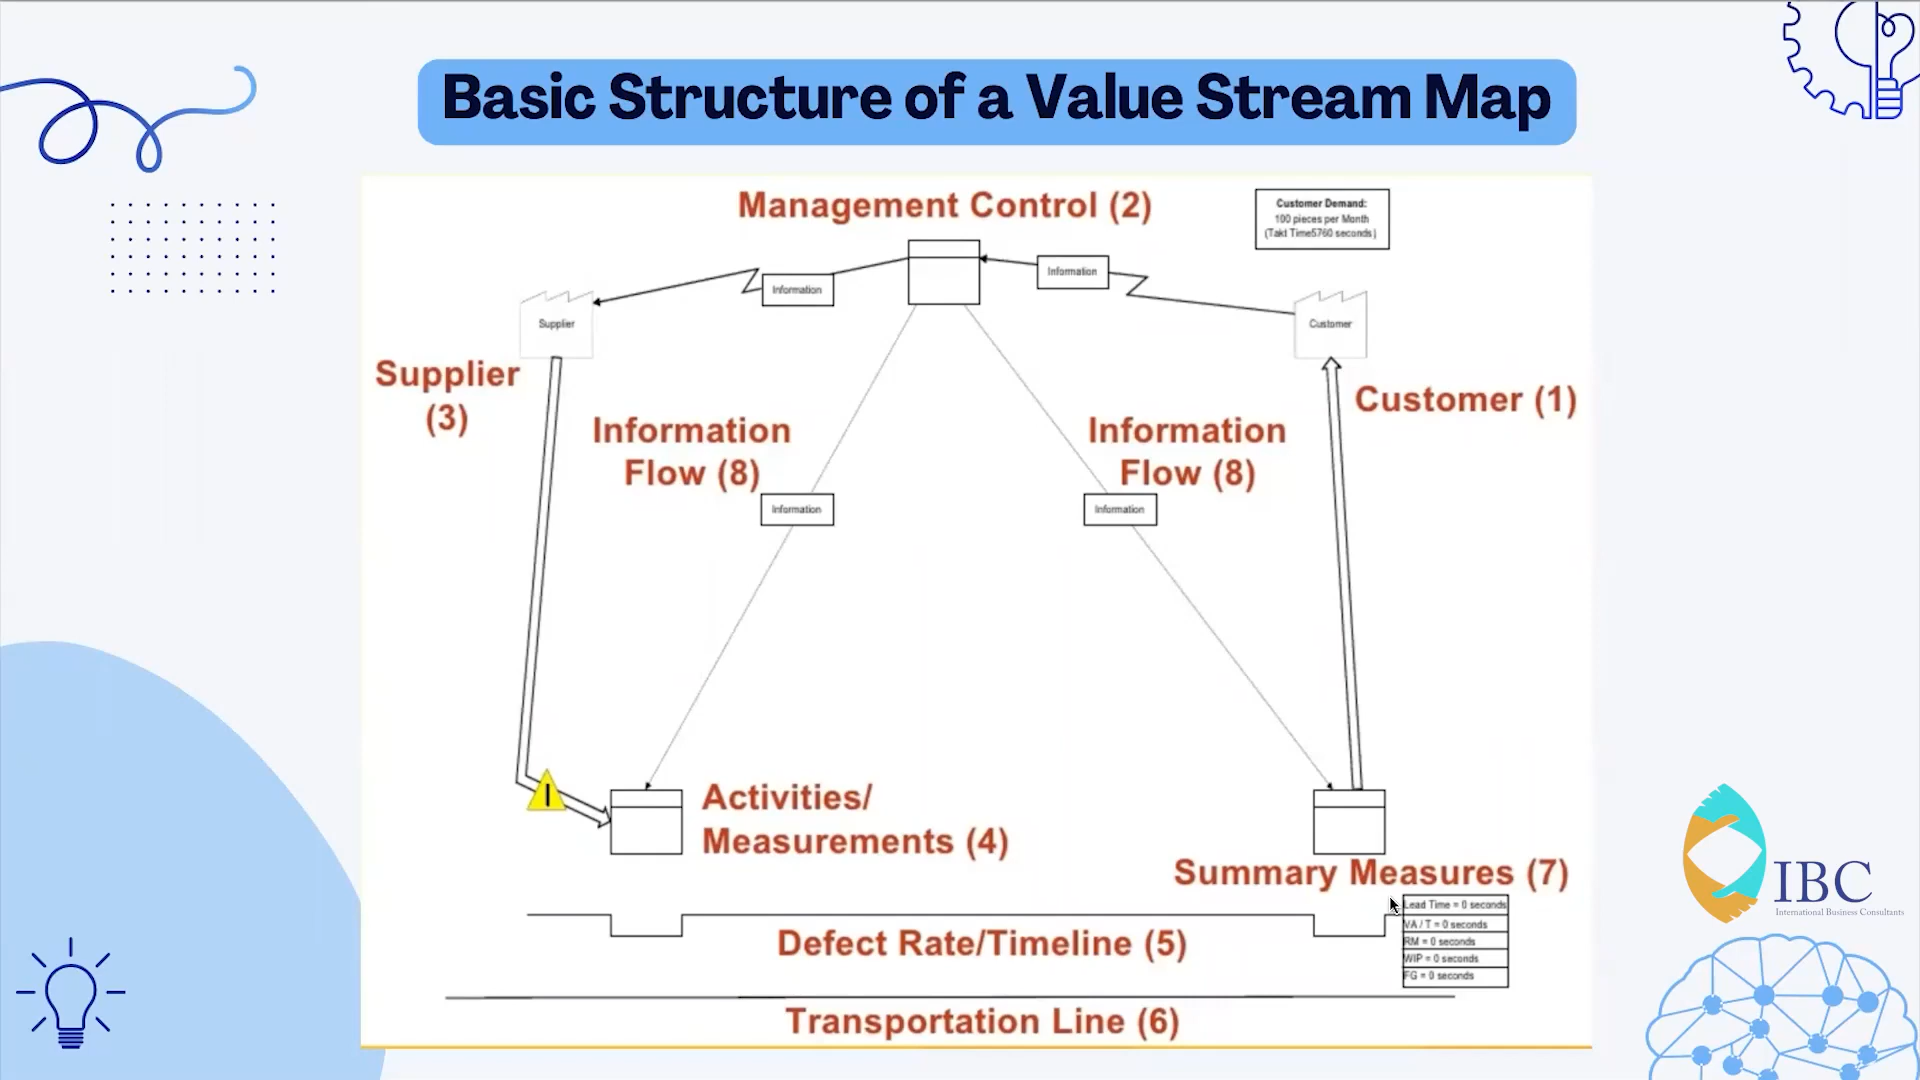 Basic Structure of a Value Stream Map
Management Control (2)
Customer Demand:
100 pieces per Month
(Takt Time5760 seconds)
Information
Information
Supplier
Customer
Supplier
(3)
Customer (1)
Information
Flow (8)
Information
Flow (8)
Information
Information
Activities/
Measurements (4)
Summary Measures (7)
Lead Time = 0 seconds
VA / T = 0 seconds
RM = 0 seconds
WIP = 0 seconds
FG = 0 seconds
Defect Rate/Timeline (5)
Transportation Line (6)
IBC
International Business Consultants